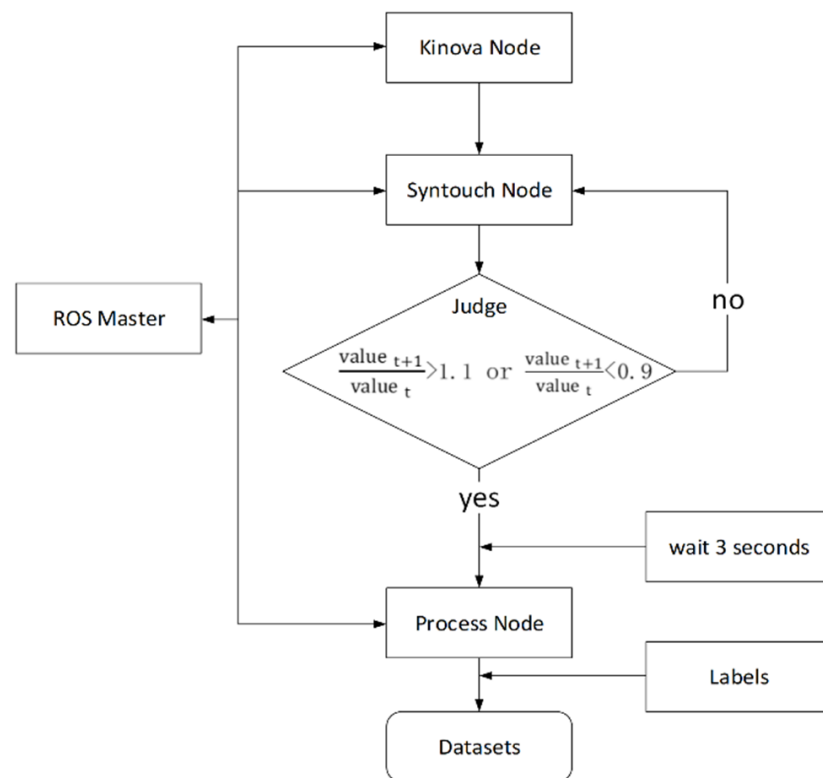 Kinova Node
Syntouch Node
ROS Master
no
Judge
value t+1 / value t >1.1 or value t+1 / value t <0.9
yes
wait 3 seconds
Process Node
Labels
Datasets